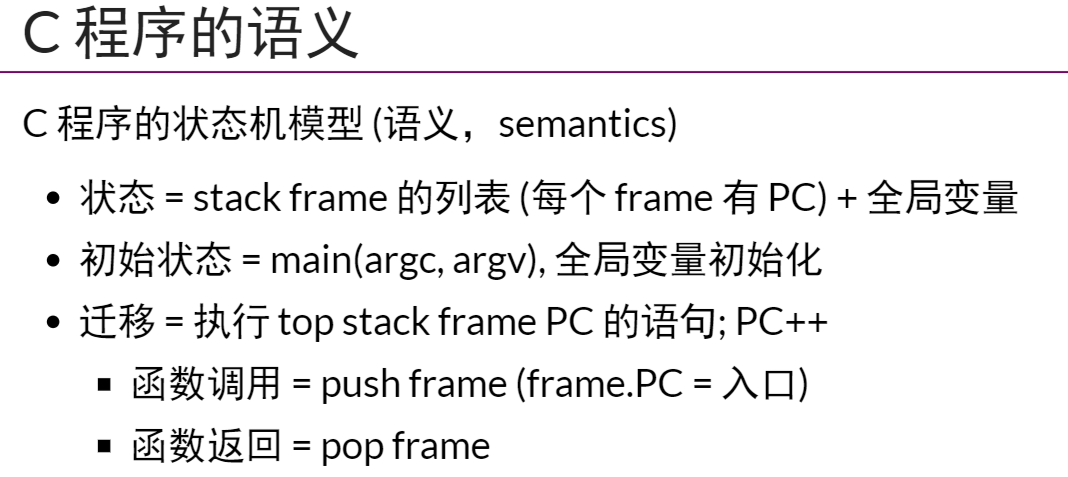 C 程序的语义
C 程序的状态机模型 (语义，semantics)
状态 = stack frame 的列表 (每个 frame 有 PC) + 全局变量
初始状态 = main(argc, argv), 全局变量初始化
迁移 = 执行 top stack frame PC 的语句; PC++
函数调用 = push frame (frame.PC = 入口)
函数返回 = pop frame